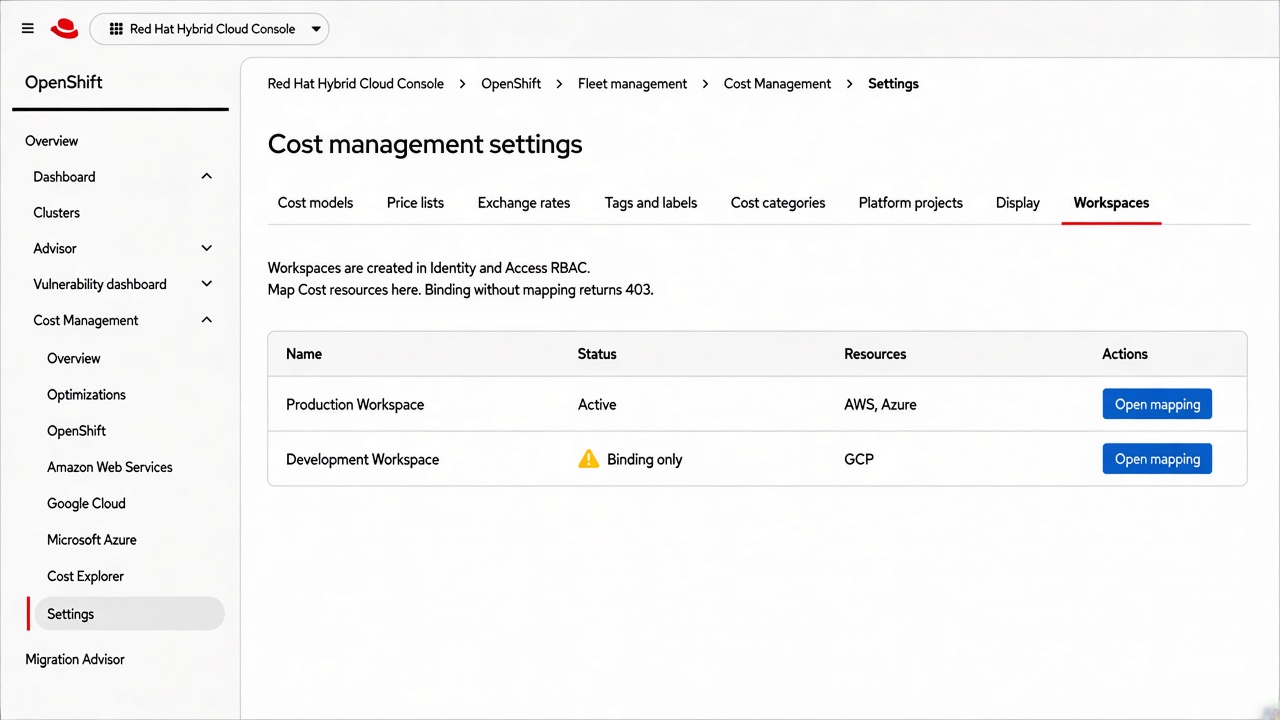 Red Hat Hybrid Cloud Console
OpenShift
Overview
Dashboard
Clusters
Advisor
Vulnerability dashboard
Cost Management
Overview
Optimizations
OpenShift
Amazon Web Services
Google Cloud
Microsoft Azure
Cost Explorer
Settings
Migration Advisor
Red Hat Hybrid Cloud Console > OpenShift > Fleet management > Cost Management > Settings
Cost management settings
Cost models Price lists Exchange rates Tags and labels Cost categories Platform projects Display Workspaces
Workspaces are created in Identity and Access RBAC.
Map Cost resources here. Binding without mapping returns 403.
Name Status Resources Actions
Production Workspace Active AWS, Azure Open mapping
Development Workspace Binding only GCP Open mapping